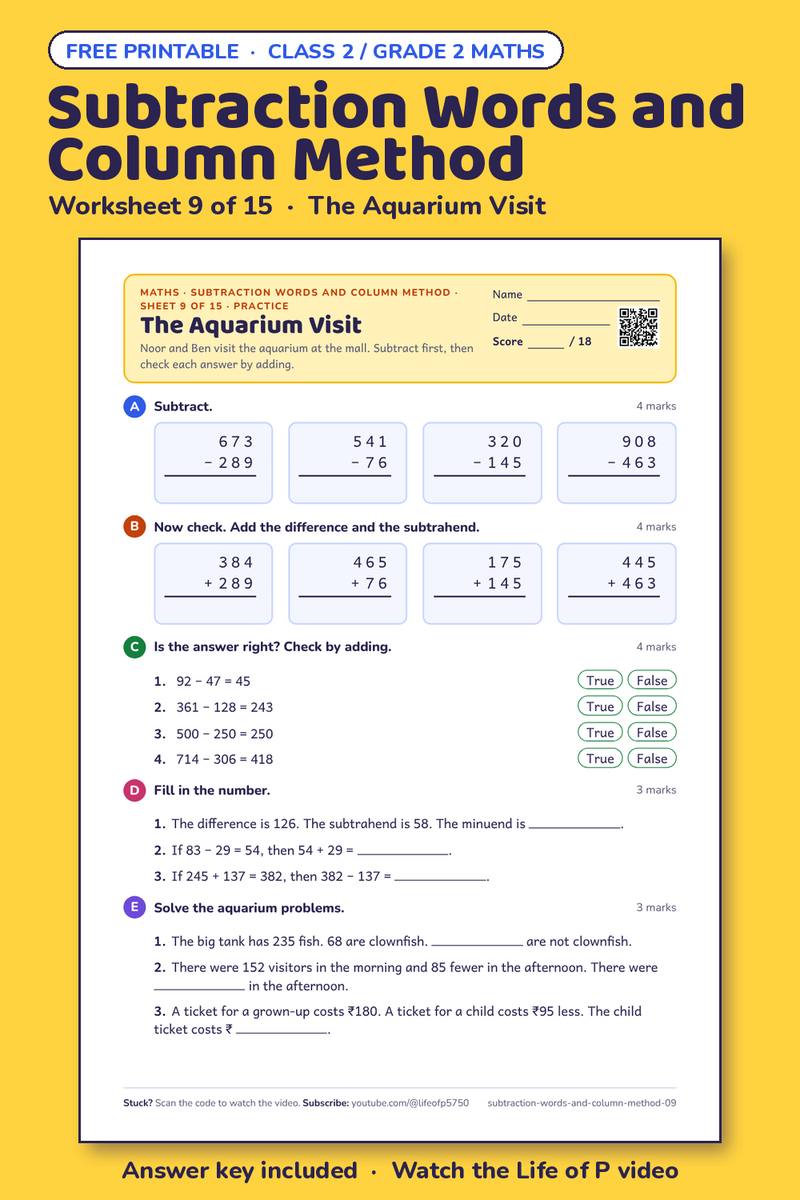 FREE PRINTABLE · CLASS 2 / GRADE 2 MATHS
Subtraction Words and
Column Method
Worksheet 9 of 15 · The Aquarium Visit
MATHS · SUBTRACTION WORDS AND COLUMN METHOD ·
SHEET 9 OF 15 · PRACTICE
The Aquarium Visit
Noor and Ben visit the aquarium at the mall. Subtract first, then
check each answer by adding.
Name ____________
Date ____________
Score ______ / 18
A Subtract. 4 marks
673 541 320 908
− 289 − 76 − 145 − 463
B Now check. Add the difference and the subtrahend. 4 marks
384 465 175 445
+ 289 + 76 + 145 + 463
C Is the answer right? Check by adding. 4 marks
1. 92 − 47 = 45 True False
2. 361 − 128 = 243 True False
3. 500 − 250 = 250 True False
4. 714 − 306 = 418 True False
D Fill in the number. 3 marks
1. The difference is 126. The subtrahend is 58. The minuend is ____________.
2. If 83 − 29 = 54, then 54 + 29 = ____________.
3. If 245 + 137 = 382, then 382 − 137 = ____________.
E Solve the aquarium problems. 3 marks
1. The big tank has 235 fish. 68 are clownfish. ____________ are not clownfish.
2. There were 152 visitors in the morning and 85 fewer in the afternoon. There were
____________ in the afternoon.
3. A ticket for a grown-up costs ₹180. A ticket for a child costs ₹95 less. The child
ticket costs ₹ ____________.
Stuck? Scan the code to watch the video. Subscribe: youtube.com/@lifeofp5750 subtraction-words-and-column-method-09
Answer key included · Watch the Life of P video